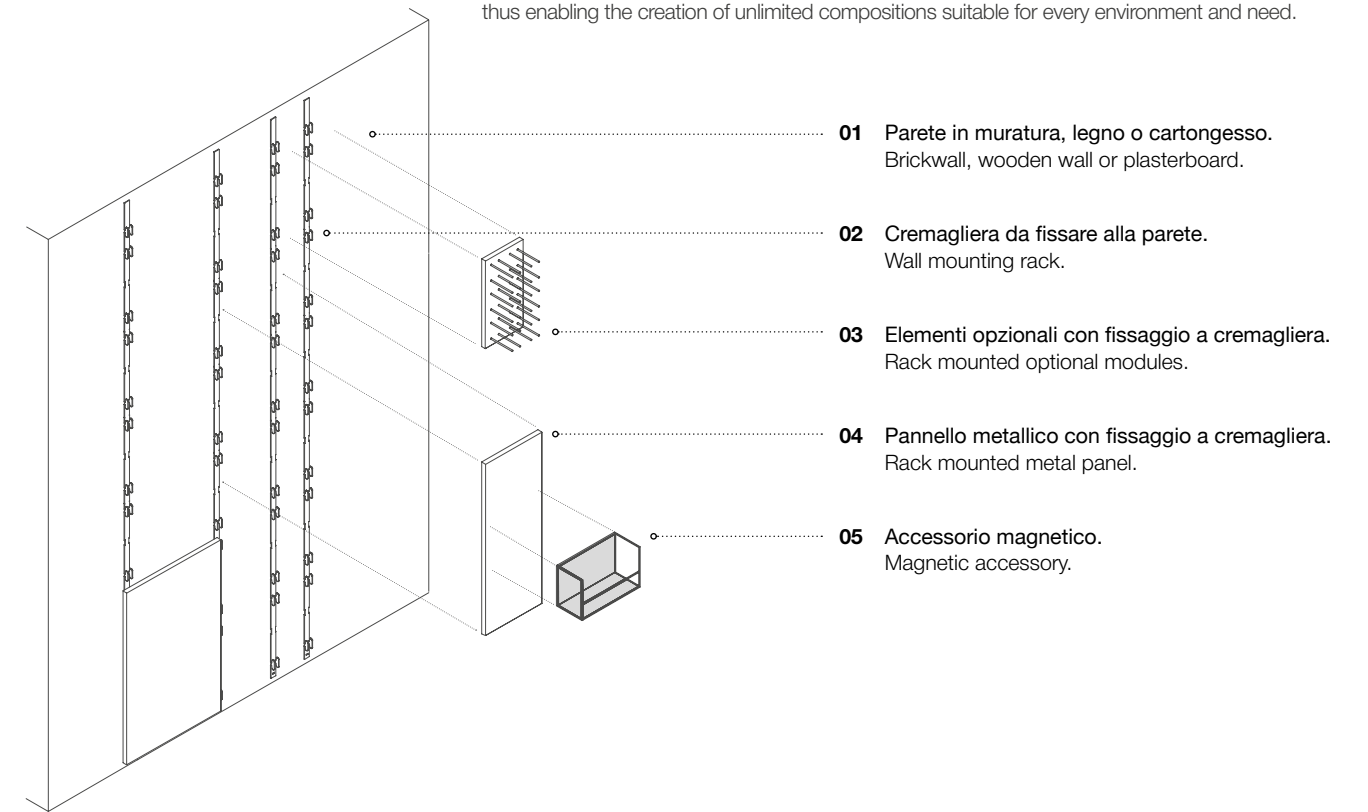 thus enabling the creation of unlimited compositions suitable for every environment and need.
01 Parete in muratura, legno o cartongesso.
Brickwall, wooden wall or plasterboard.
02 Cremagliera da fissare alla parete.
Wall mounting rack.
03 Elementi opzionali con fissaggio a cremagliera.
Rack mounted optional modules.
04 Pannello metallico con fissaggio a cremagliera.
Rack mounted metal panel.
05 Accessorio magnetico.
Magnetic accessory.